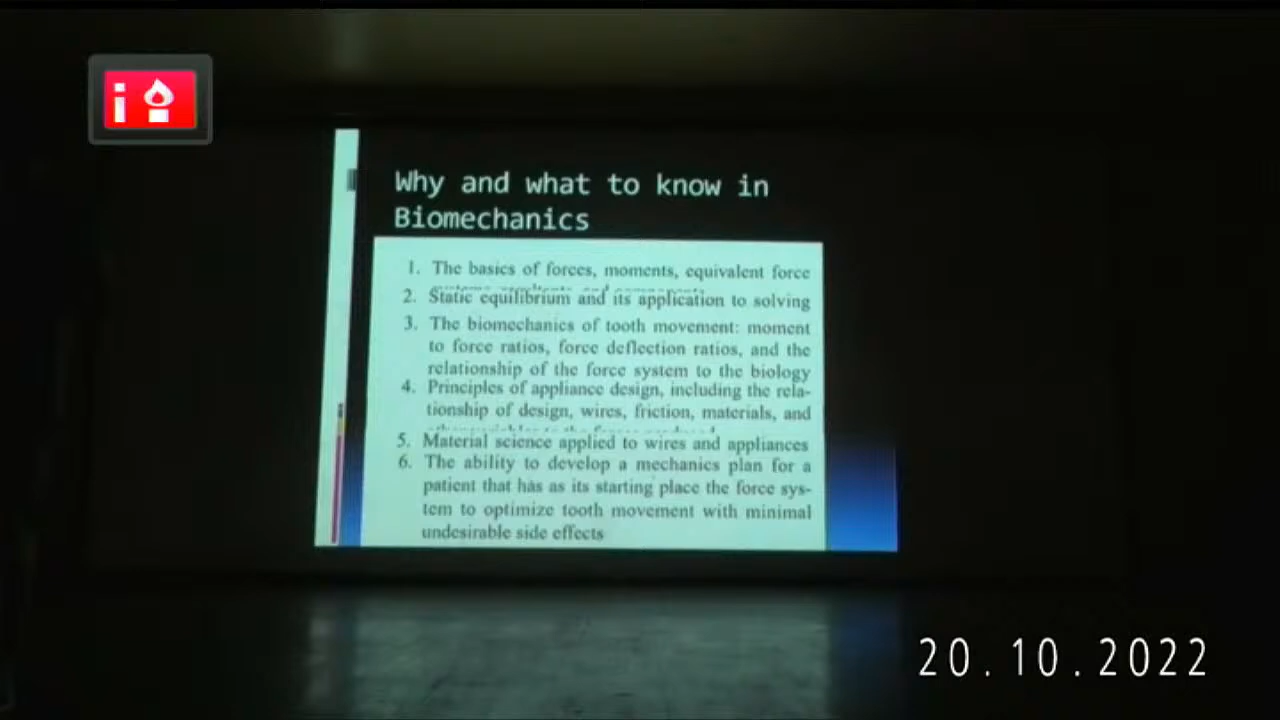 i
Why and what to know in
Biomechanics
1. The basics of forces, moments, equivalent force
2. Static equilibrium and its application to solving
3. The biomechanics of tooth movement: moment
to force ratios, force deflection ratios, and the
relationship of the force system to the biology
4. Principles of appliance design, including the rela-
tionship of design, wires, friction, materials, and
5. Material science applied to wires and appliances
6. The ability to develop a mechanics plan for a
patient that has as its starting place the force sys-
tem to optimize tooth movement with minimal
undesirable side effects
20.10.2022